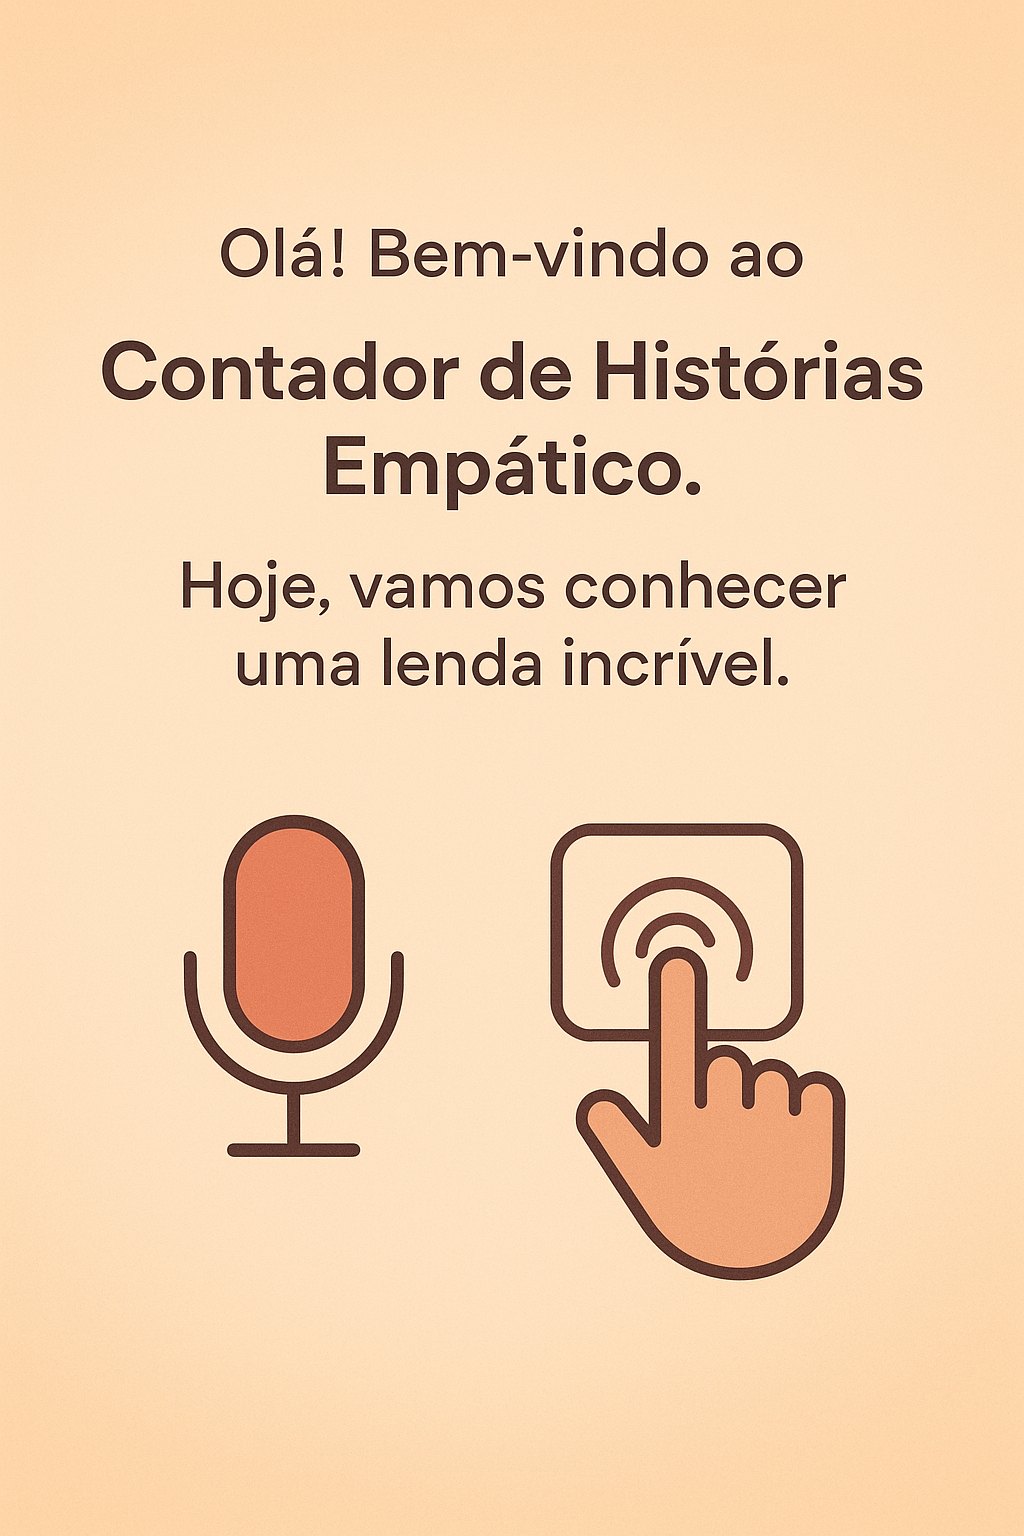 Olá! Bem-vindo ao
Contador de Histórias
Empático.
Hoje, vamos conhecer
uma lenda incrível.